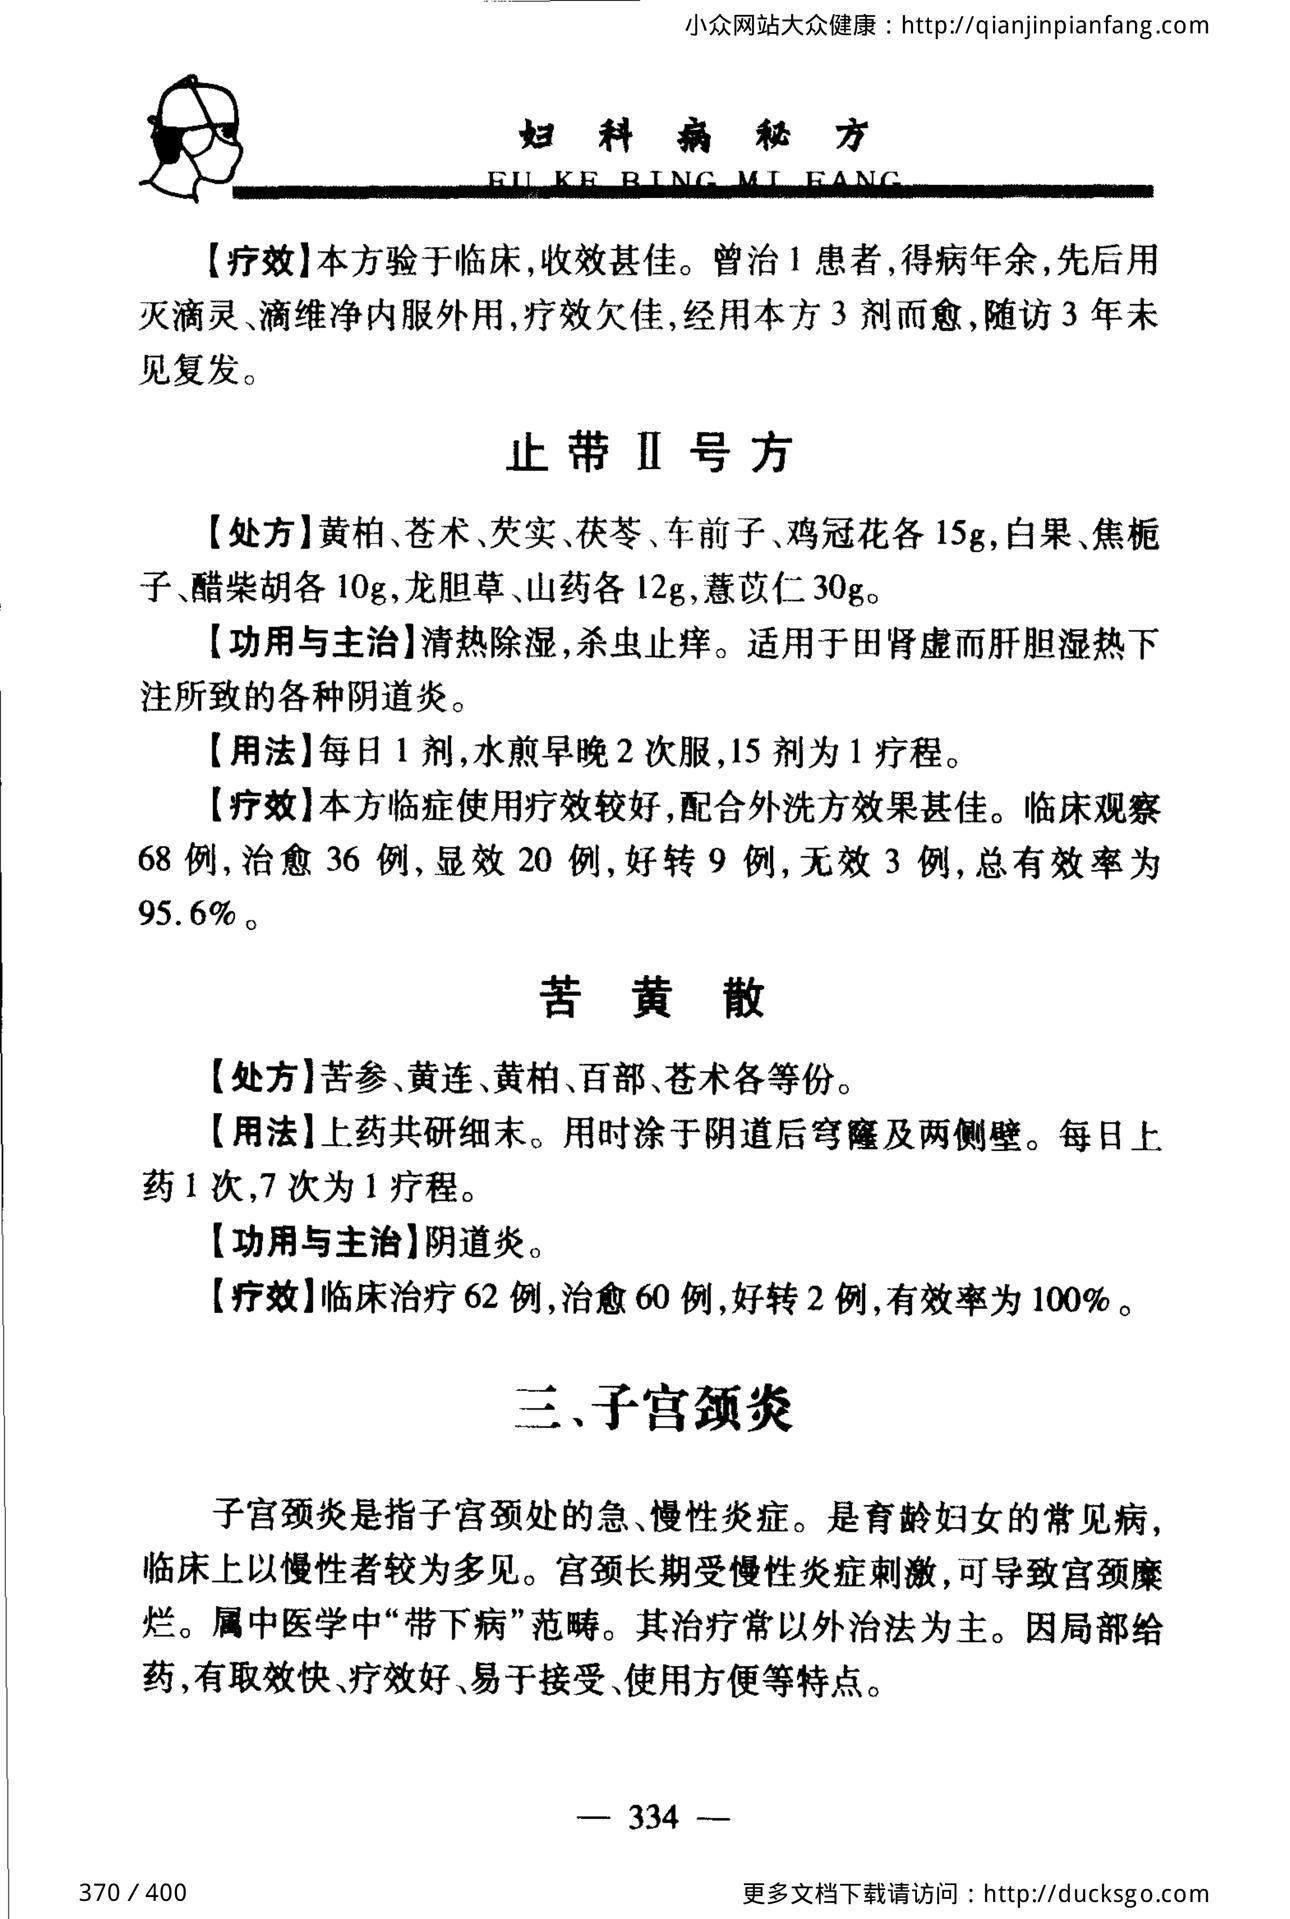 小众网站大众健康：http://qianjinpianfang.com
妇科病秘方
FU KE BING MI FANG
【疗效】本方验于临床,收效甚佳。曾治1患者,得病年余,先后用
灭滴灵、滴维净内服外用,疗效欠佳,经用本方3剂而愈,随访3年未
见复发。
止带Ⅱ号方
【处方】黄柏、苍术、芡实、茯苓、车前子、鸡冠花各15g,白果、焦栀
子、醋柴胡各10g,龙胆草、山药各12g,薏苡仁30g。
【功用与主治】清热除湿,杀虫止痒。适用于田肾虚而肝胆湿热下
注所致的各种阴道炎。
【用法】每日1剂,水煎早晚2次服,15剂为1疗程。
【疗效】本方临症使用疗效较好,配合外洗方效果甚佳。临床观察
68例,治愈36例,显效20例,好转9例,无效3例,总有效率为
95.6%。
苦黄散
【处方】苦参、黄连、黄柏、百部、苍术各等份。
【用法】上药共研细末。用时涂于阴道后穹窿及两侧壁。每日上
药1次,7次为1疗程。
【功用与主治】阴道炎。
【疗效】临床治疗62例,治愈60例,好转2例,有效率为100%。
三、子宫颈炎
子宫颈炎是指子宫颈处的急、慢性炎症。是育龄妇女的常见病,
临床上以慢性者较为多见。宫颈长期受慢性炎症刺激,可导致宫颈糜
烂。属中医学中“带下病”范畴。其治疗常以外治法为主。因局部给
药,有取效快、疗效好、易于接受、使用方便等特点。
— 334 —
370 / 400
更多文档下载请访问：http://ducksgo.com